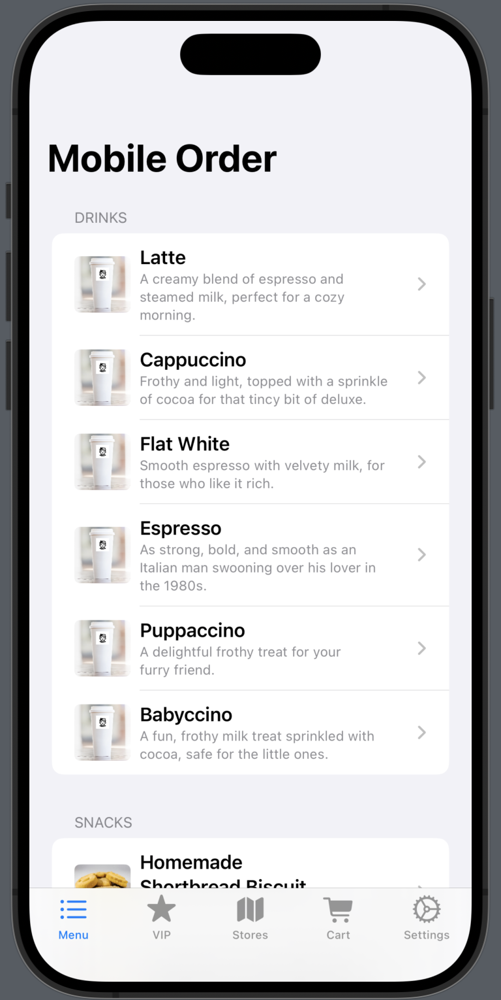 Mobile Order
DRINKS
Latte
A creamy blend of espresso and
steamed milk, perfect for a cozy
morning.
Cappuccino
Frothy and light, topped with a sprinkle
of cocoa for that tincy bit of deluxe.
Flat White
Smooth espresso with velvety milk, for
those who like it rich.
Espresso
As strong, bold, and smooth as an
Italian man swooning over his lover in
the 1980s.
Puppaccino
A delightful frothy treat for your
furry friend.
Babyccino
A fun, frothy milk treat sprinkled with
cocoa, safe for the little ones.
SNACKS
Homemade
Shortbread Biscuit
Menu
VIP
Stores
Cart
Settings